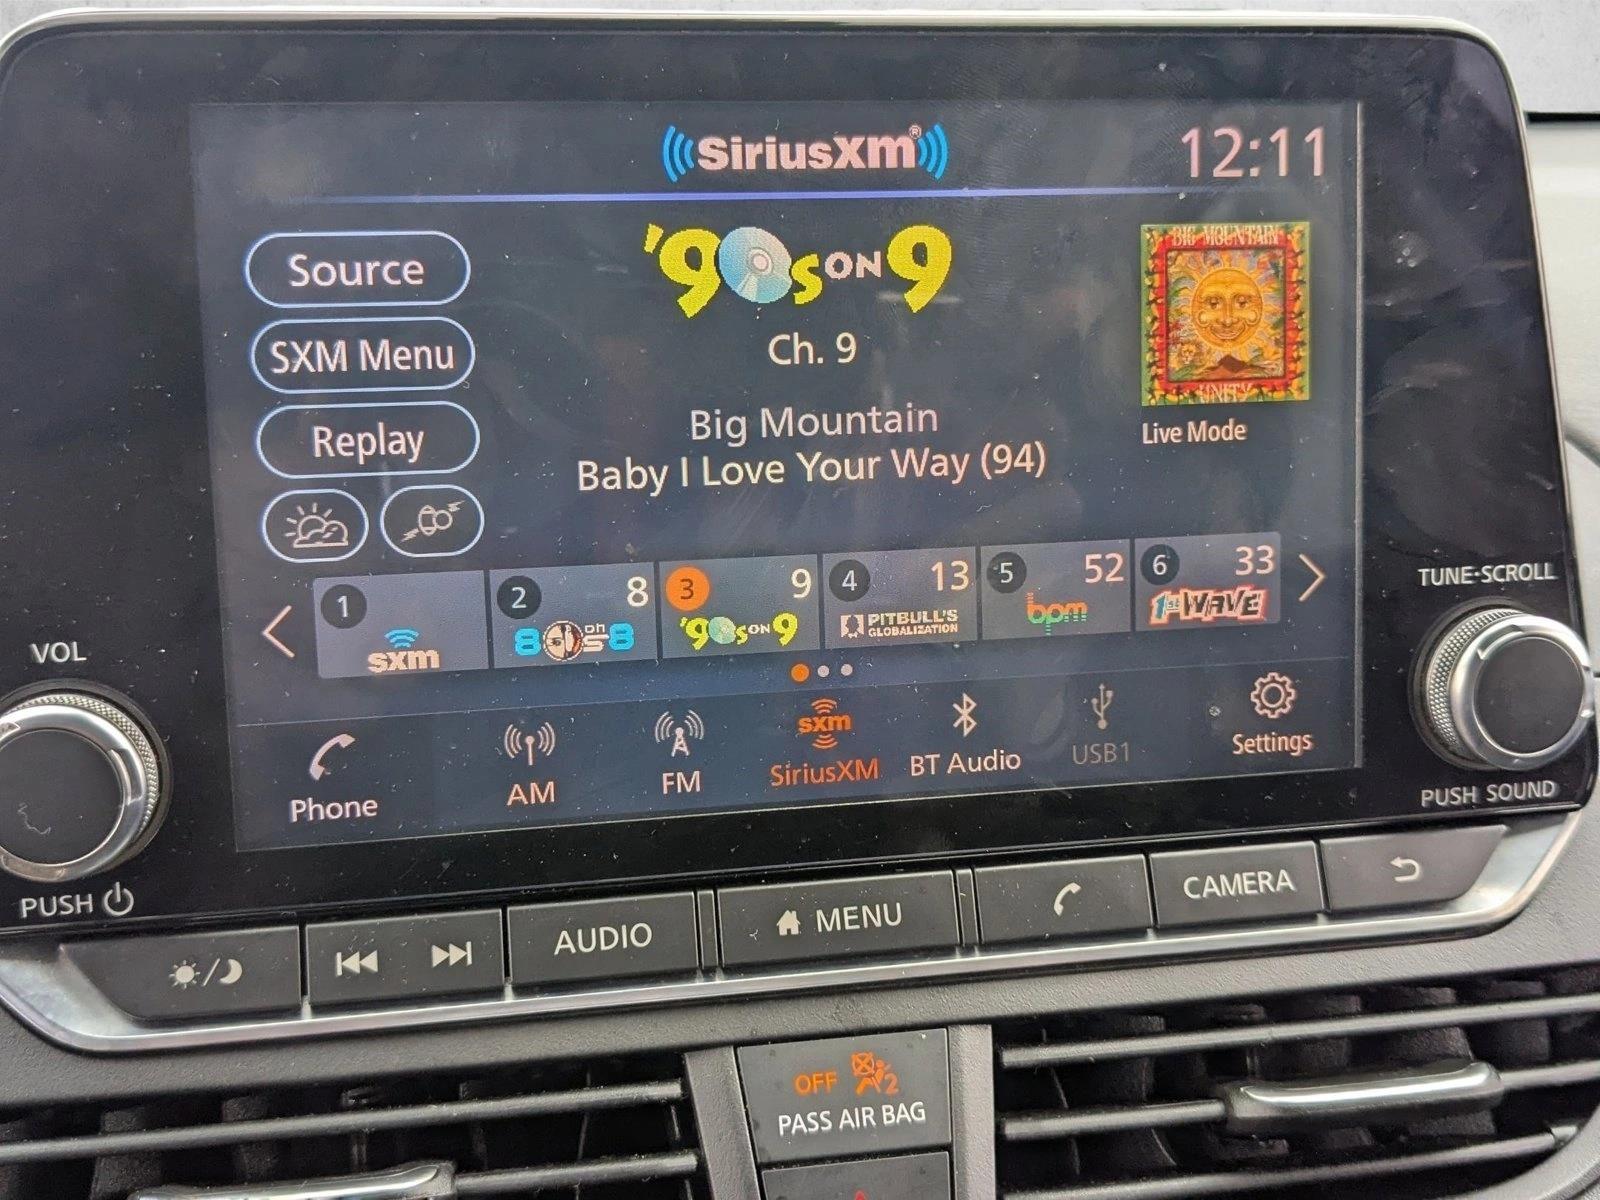 SiriusXM®
12:11
Source
SXM Menu
Replay
'90s ON 9
Ch. 9
Big Mountain
Baby I Love Your Way (94)
BIG MOUNTAIN
UNITY
Live Mode
1
sxm
2 8
80s on 8
3 9
'90s ON 9
4 13
PITBULL'S
GLOBALIZATION
5 52
bpm
6 33
1st WAVE
Phone
AM
FM
sxm
SiriusXM
BT Audio
USB1
Settings
VOL
PUSH
TUNE·SCROLL
PUSH SOUND
AUDIO
MENU
CAMERA
OFF 2
PASS AIR BAG